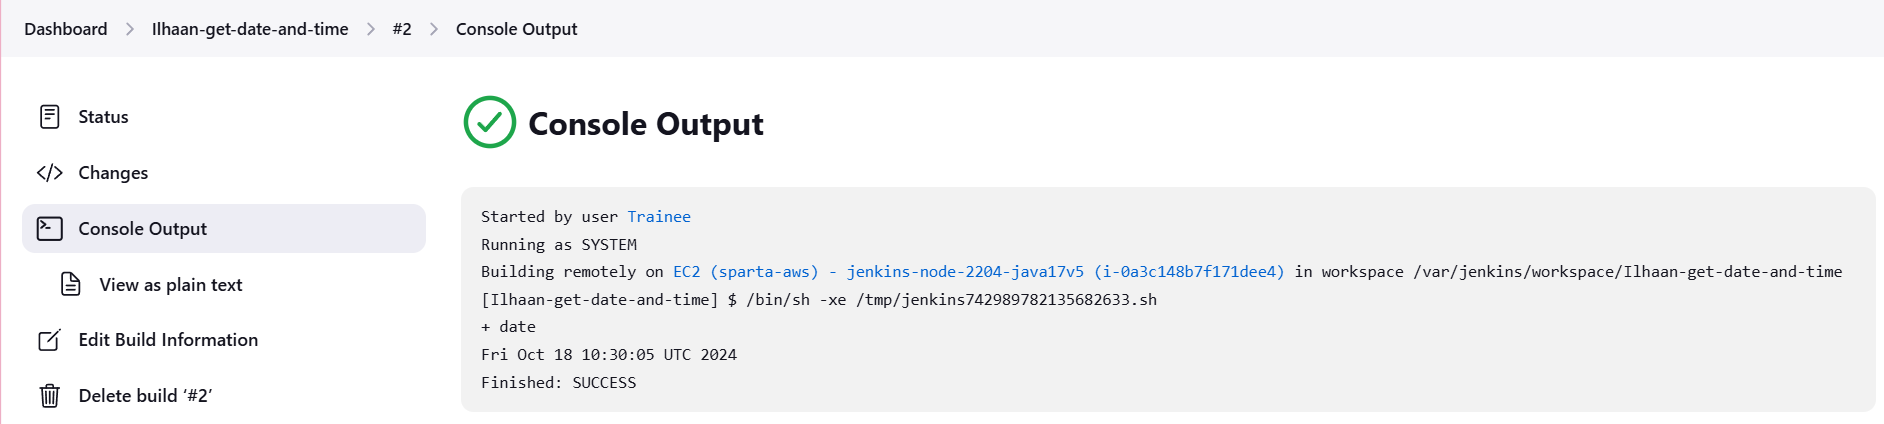 Dashboard > Ilhaan-get-date-and-time > #2 > Console Output
Status
Changes
Console Output
View as plain text
Edit Build Information
Delete build ‘#2’
Console Output
Started by user Trainee
Running as SYSTEM
Building remotely on EC2 (sparta-aws) - jenkins-node-2204-java17v5 (i-0a3c148b7f171dee4) in workspace /var/jenkins/workspace/Ilhaan-get-date-and-time
[Ilhaan-get-date-and-time] $ /bin/sh -xe /tmp/jenkins742989782135682633.sh
+ date
Fri Oct 18 10:30:05 UTC 2024
Finished: SUCCESS